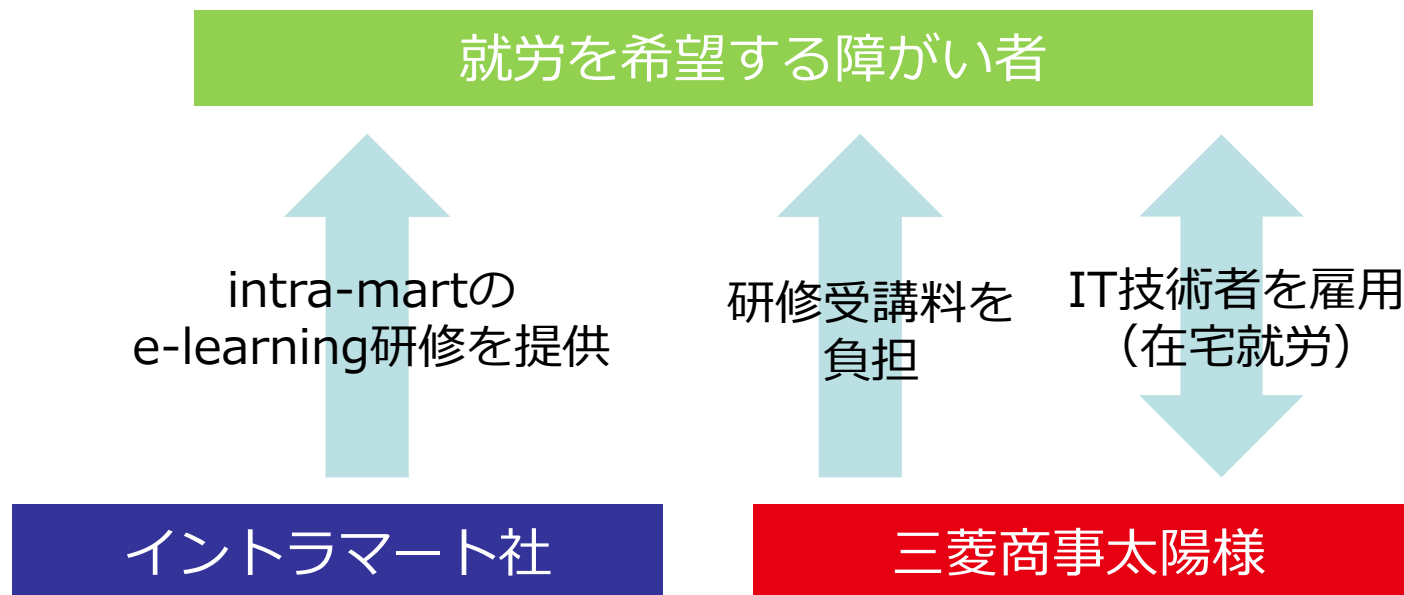 就労を希望する障がい者
intra-martの
e-learning研修を提供
研修受講料を
負担
IT技術者を雇用
（在宅就労）
イントラマート社
三菱商事太陽様